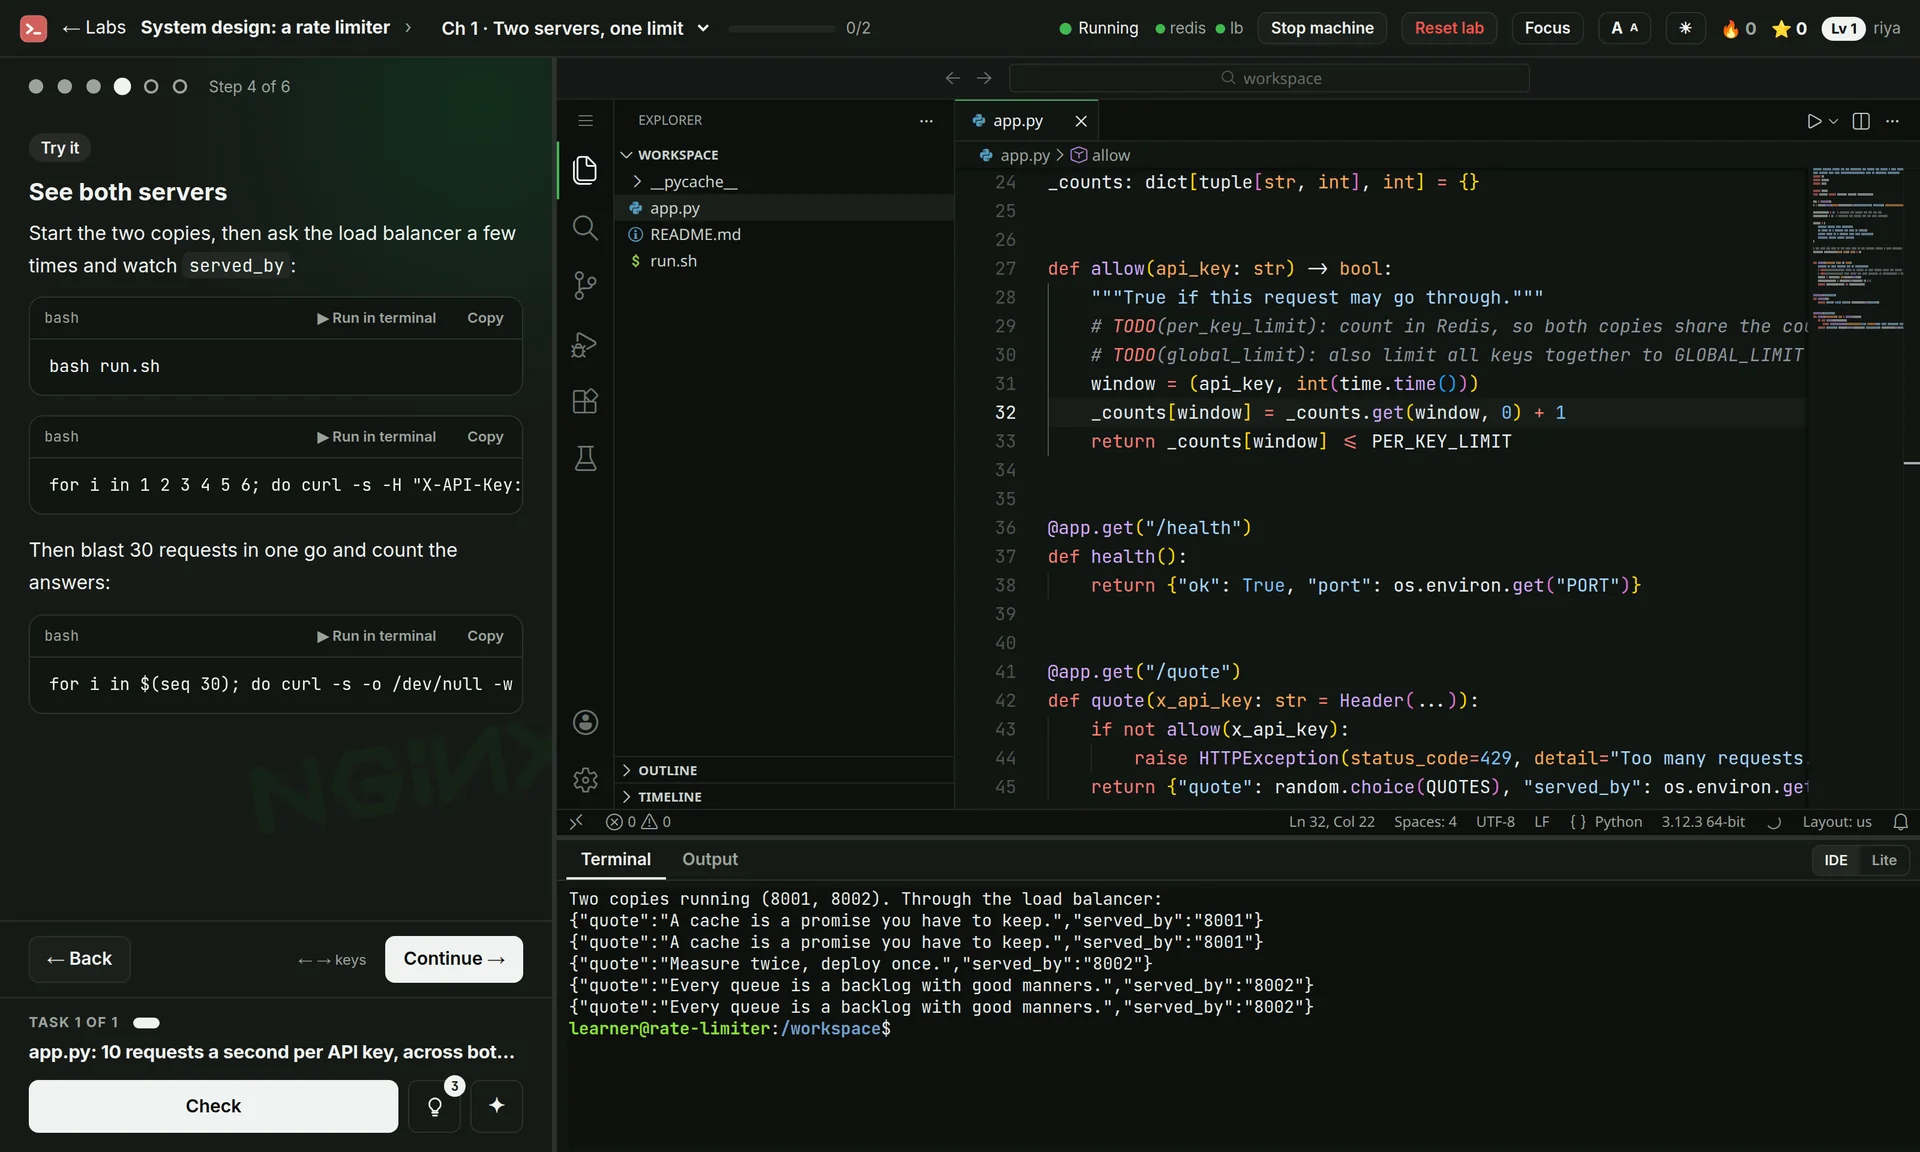 ← Labs System design: a rate limiter › Ch 1 · Two servers, one limit 0/2 Running redis lb Stop machine Reset lab Focus A A 🔥 0 ⭐ 0 Lv 1 riya
Step 4 of 6
Try it
See both servers
Start the two copies, then ask the load balancer a few
times and watch served_by :
bash ▶ Run in terminal Copy
bash run.sh
bash ▶ Run in terminal Copy
for i in 1 2 3 4 5 6; do curl -s -H "X-API-Key:
Then blast 30 requests in one go and count the
answers:
bash ▶ Run in terminal Copy
for i in $(seq 30); do curl -s -o /dev/null -w
NGiNX
← Back ← → keys Continue →
TASK 1 OF 1
app.py: 10 requests a second per API key, across bot...
Check 3
← → workspace
EXPLORER ...
WORKSPACE
__pycache__
app.py
README.md
$ run.sh
OUTLINE
TIMELINE
app.py
app.py > allow
24 _counts: dict[tuple[str, int], int] = {}
25
26
27 def allow(api_key: str) → bool:
28 """True if this request may go through."""
29 # TODO(per_key_limit): count in Redis, so both copies share the cou
30 # TODO(global_limit): also limit all keys together to GLOBAL_LIMIT
31 window = (api_key, int(time.time()))
32 _counts[window] = _counts.get(window, 0) + 1
33 return _counts[window] ≤ PER_KEY_LIMIT
34
35
36 @app.get("/health")
37 def health():
38 return {"ok": True, "port": os.environ.get("PORT")}
39
40
41 @app.get("/quote")
42 def quote(x_api_key: str = Header(...)):
43 if not allow(x_api_key):
44 raise HTTPException(status_code=429, detail="Too many requests.
45 return {"quote": random.choice(QUOTES), "served_by": os.environ.get
0 0 Ln 32, Col 22 Spaces: 4 UTF-8 LF { } Python 3.12.3 64-bit Layout: us
Terminal Output IDE Lite
Two copies running (8001, 8002). Through the load balancer:
{"quote":"A cache is a promise you have to keep.","served_by":"8001"}
{"quote":"A cache is a promise you have to keep.","served_by":"8001"}
{"quote":"Measure twice, deploy once.","served_by":"8002"}
{"quote":"Every queue is a backlog with good manners.","served_by":"8002"}
{"quote":"Every queue is a backlog with good manners.","served_by":"8002"}
learner@rate-limiter:/workspace$